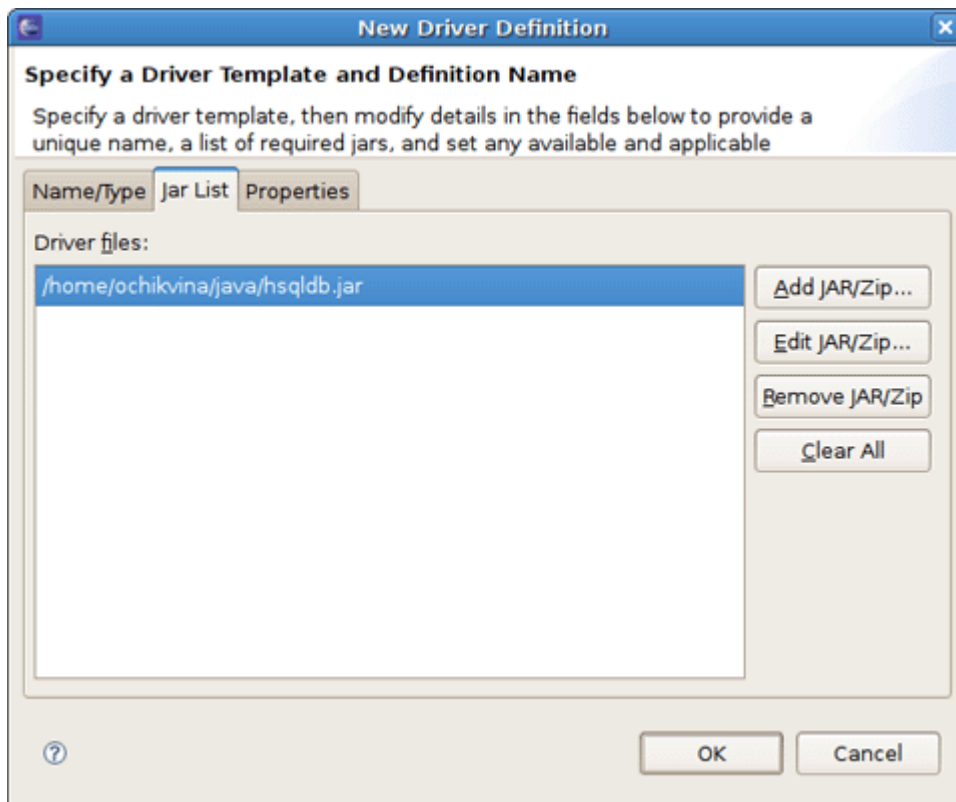 New Driver Definition
Specify a Driver Template and Definition Name
Specify a driver template, then modify details in the fields below to provide a
unique name, a list of required jars, and set any available and applicable
Name/Type Jar List Properties
Driver files:
/home/ochikvina/java/hsqldb.jar
Add JAR/Zip...
Edit JAR/Zip...
Remove JAR/Zip
Clear All
OK Cancel